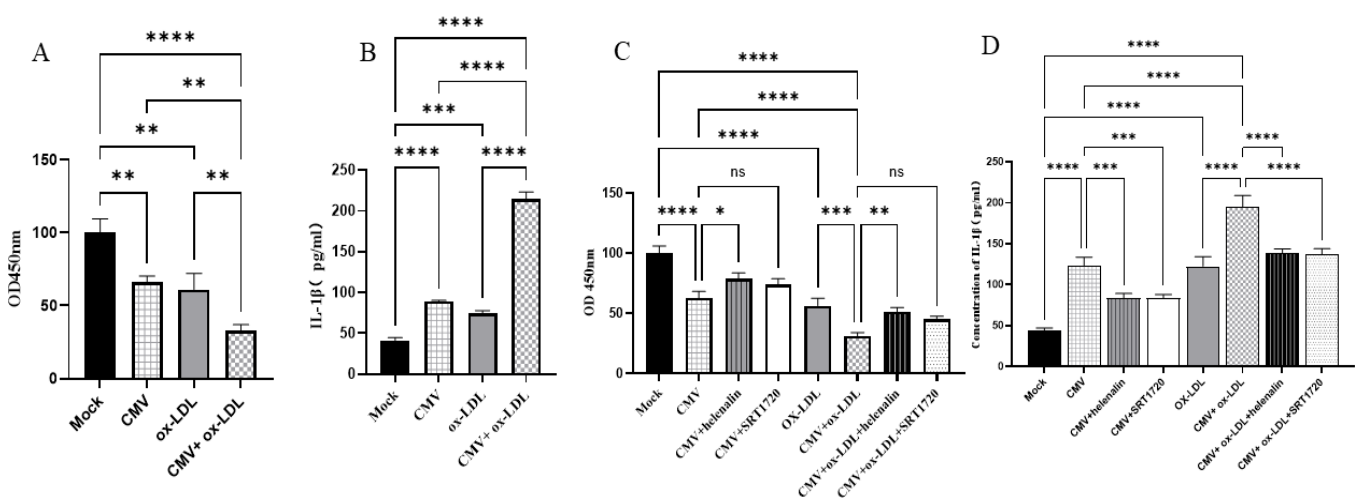 A
****
**
**
**
**
OD450nm
150
100
50
0
Mock
CMV
ox-LDL
CMV+ ox-LDL
B
****
****
***
****
****
IL-1β ( pg/ml)
250
200
150
100
50
0
Mock
CMV
ox-LDL
CMV+ ox-LDL
C
****
****
****
ns
ns
****
*
***
**
OD 450nm
150
100
50
0
Mock
CMV
CMV+helenalin
CMV+SRT1720
OX-LDL
CMV+ox-LDL
CMV+ox-LDL+helenalin
CMV+ox-LDL+SRT1720
D
****
****
****
***
****
****
***
****
****
Concentration of IL-1β ( pg/ml)
250
200
150
100
50
0
Mock
CMV
CMV+helenalin
CMV+SRT1720
OX-LDL
CMV+ ox-LDL
CMV+ ox-LDL+helenalin
CMV+ ox-LDL+SRT1720